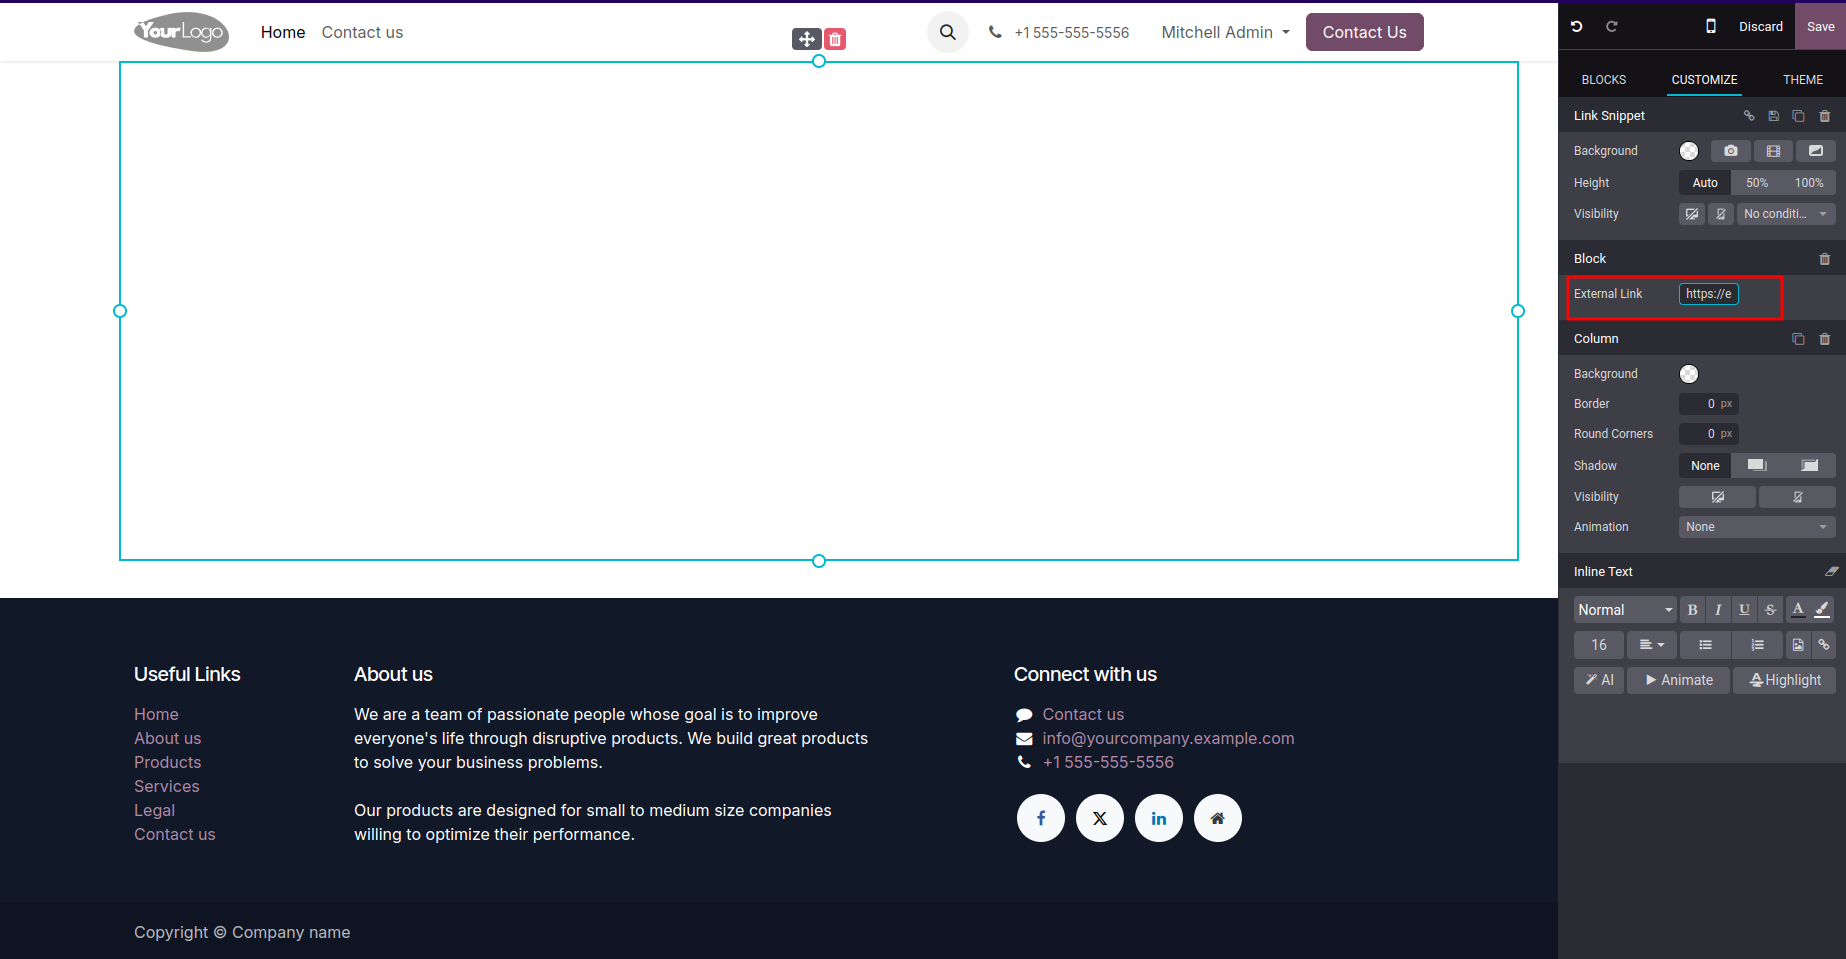 YourLogo
Home
Contact us
+1 555-555-5556
Mitchell Admin
Contact Us
Discard
Save
BLOCKS
CUSTOMIZE
THEME
Link Snippet
Background
Height
Auto
50%
100%
Visibility
No conditi...
Block
External Link
https://e
Column
Background
Border
0 px
Round Corners
0 px
Shadow
None
Visibility
Animation
None
Inline Text
Normal
B
I
U
S
A
16
AI
Animate
Highlight
Useful Links
Home
About us
Products
Services
Legal
Contact us
About us
We are a team of passionate people whose goal is to improve
everyone's life through disruptive products. We build great products
to solve your business problems.
Our products are designed for small to medium size companies
willing to optimize their performance.
Connect with us
Contact us
info@yourcompany.example.com
+1 555-555-5556
Copyright © Company name